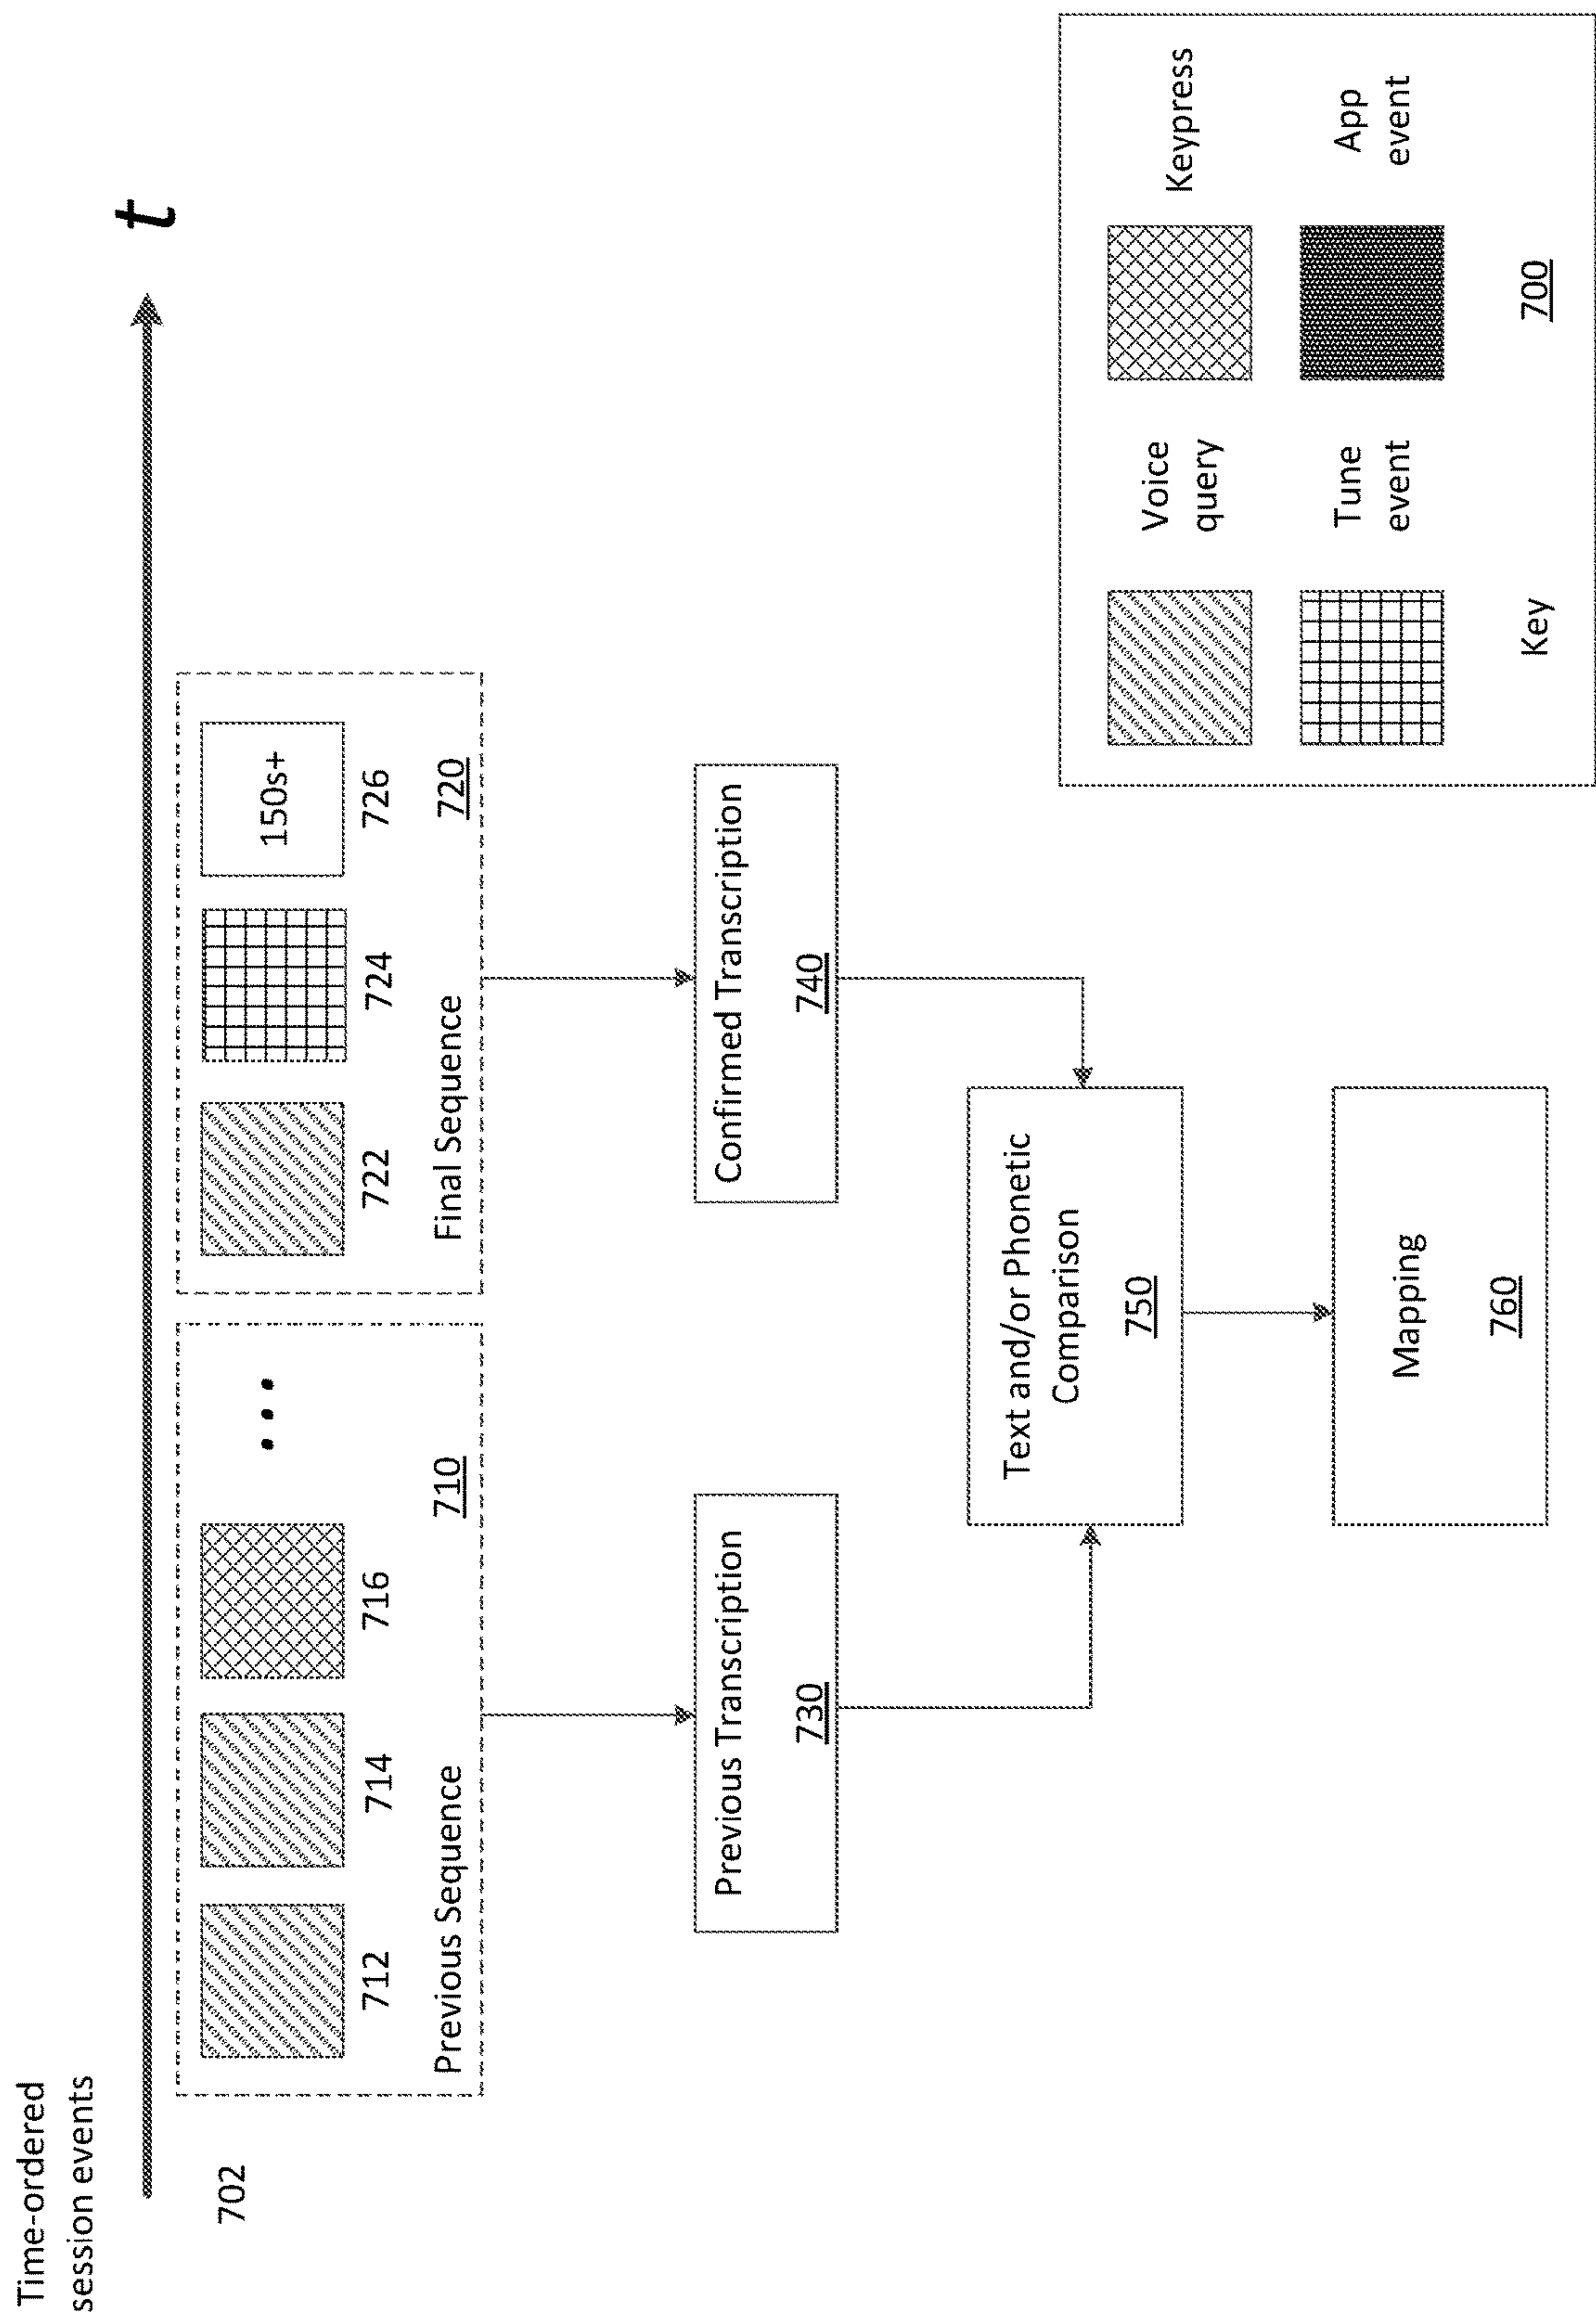 Time-ordered
session events
t
702
712
714
716
...
Previous Sequence
710
722
724
150s+
726
Final Sequence
720
Previous Transcription
730
Confirmed Transcription
740
Text and/or Phonetic
Comparison
750
Mapping
760
Voice
query
Keypress
Tune
event
App
event
Key
700